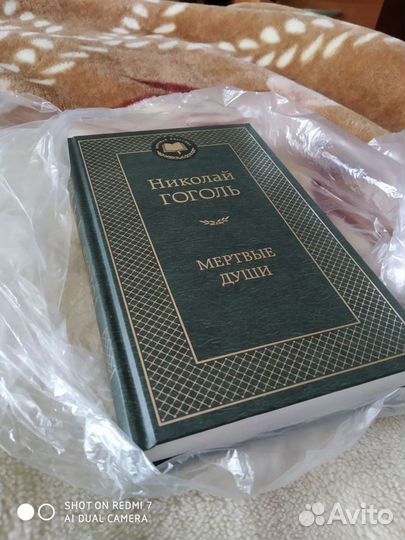 Николай
ГОГОЛЬ
МЕРТВЫЕ
ДУШИ
SHOT ON REDMI 7
AI DUAL CAMERA
Avito